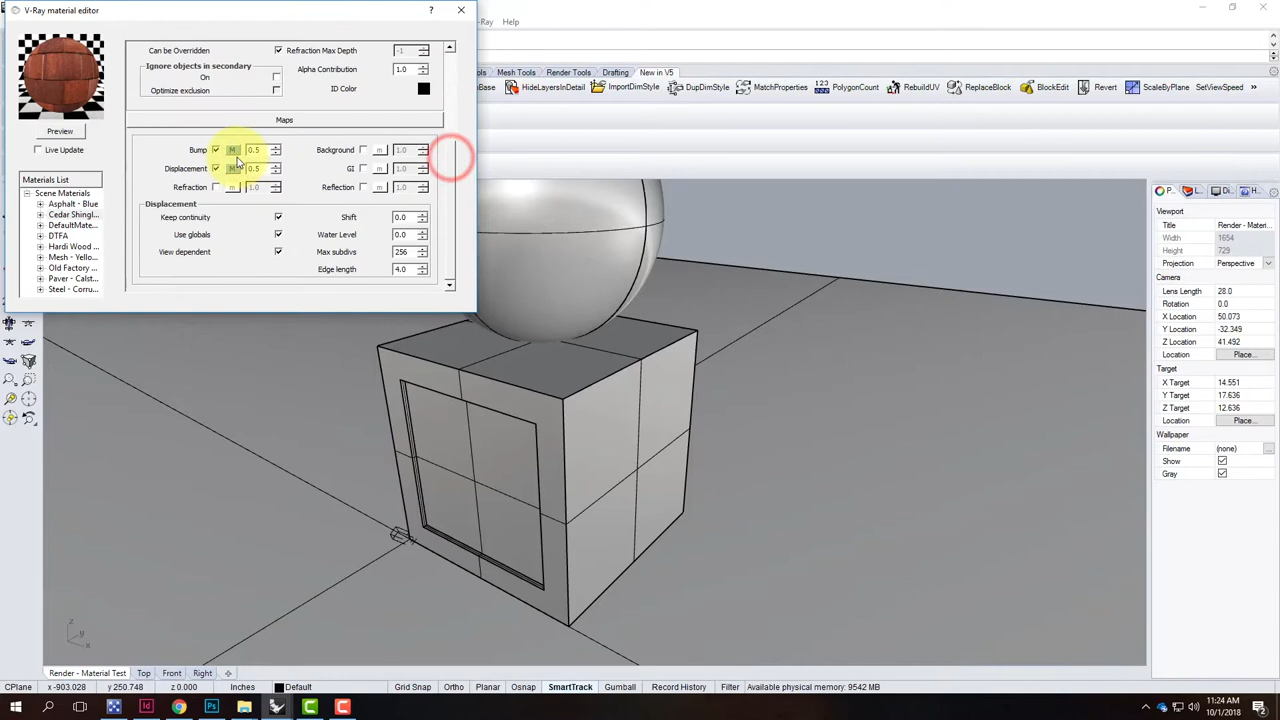 V-Ray material editor
?
-Ray Help
Can be Overridden
Refraction Max Depth -1
Ignore objects in secondary
On
Optimize exclusion
Alpha Contribution 1.0
ID Color
Maps
Preview
Live Update
Materials List
Scene Materials
Asphalt - Blue
Cedar Shingl...
DefaultMate...
DTFA
Hardi Wood ...
Mesh - Yello...
Old Factory ...
Paver - Calst...
Steel - Corru...
Bump M 0.5
Background m 1.0
Displacement M 0.5
GI m 1.0
Refraction m 1.0
Reflection m 1.0
Displacement
Keep continuity
Shift 0.0
Use globals
Water Level 0.0
View dependent
Max subdivs 256
Edge length 4.0
Mesh Tools Render Tools Drafting New in V5
HideLayersInDetail ImportDimStyle DupDimStyle MatchProperties 123 PolygonCount RebuildUV ReplaceBlock BlockEdit Revert ScaleByPlane SetViewSpeed
P... L... Di... H...
Viewport
Title Render - Materi...
Width 1654
Height 729
Projection Perspective
Camera
Lens Length 28.0
Rotation 0.0
X Location 50.073
Y Location -32.349
Z Location 41.492
Location Place...
Target
X Target 14.551
Y Target 17.636
Z Target 12.636
Location Place...
Wallpaper
Filename (none) ...
Show
Gray
z
y
x
Render - Material Test Top Front Right
CPlane x -903.028 y 250.748 z 0.000 Inches Default Grid Snap Ortho Planar Osnap SmartTrack Gumball Record History Filter Available physical memory: 9542 MB
11:24 AM
10/1/2018